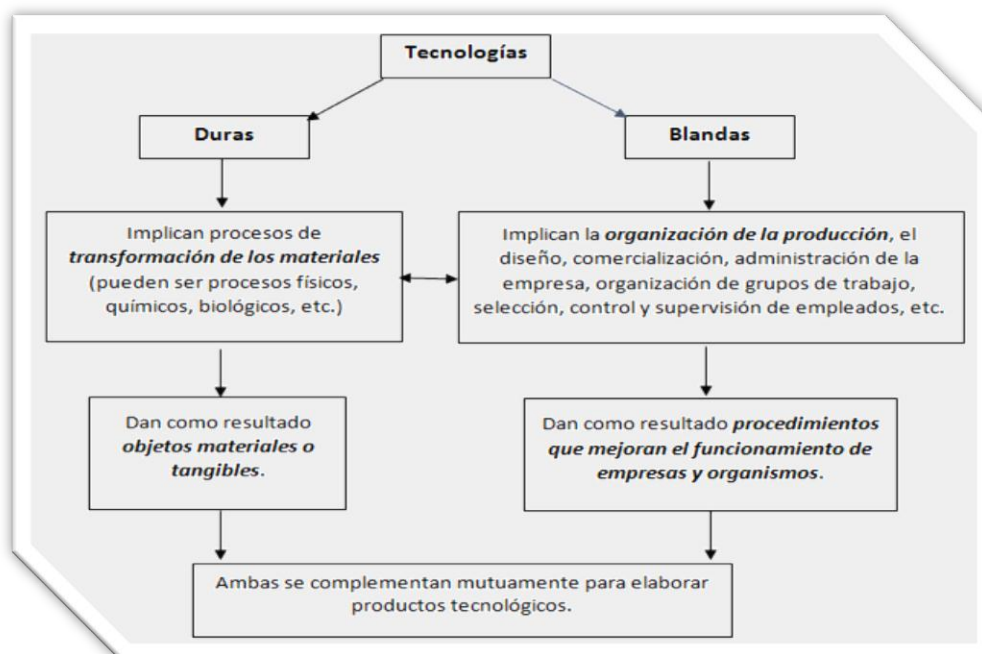 Tecnologías
Duras
Blandas
Implican procesos de
transformación de los materiales
(pueden ser procesos físicos,
químicos, biológicos, etc.)
Implican la organización de la producción, el
diseño, comercialización, administración de la
empresa, organización de grupos de trabajo,
selección, control y supervisión de empleados, etc.
Dan como resultado
objetos materiales o
tangibles.
Dan como resultado procedimientos
que mejoran el funcionamiento de
empresas y organismos.
Ambas se complementan mutuamente para elaborar
productos tecnológicos.